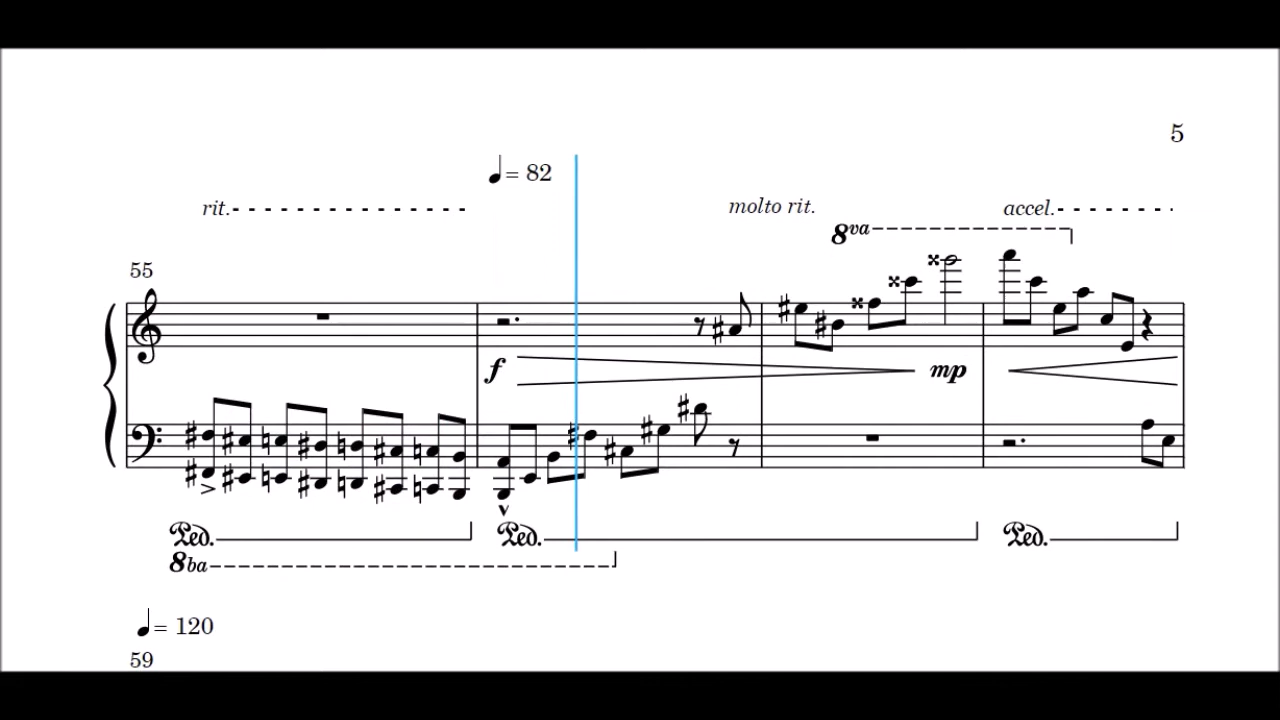 5
♩= 82
rit.
molto rit.
accel.
8va
55
f
mp
Ped.
Ped.
Ped.
8ba
♩= 120
59